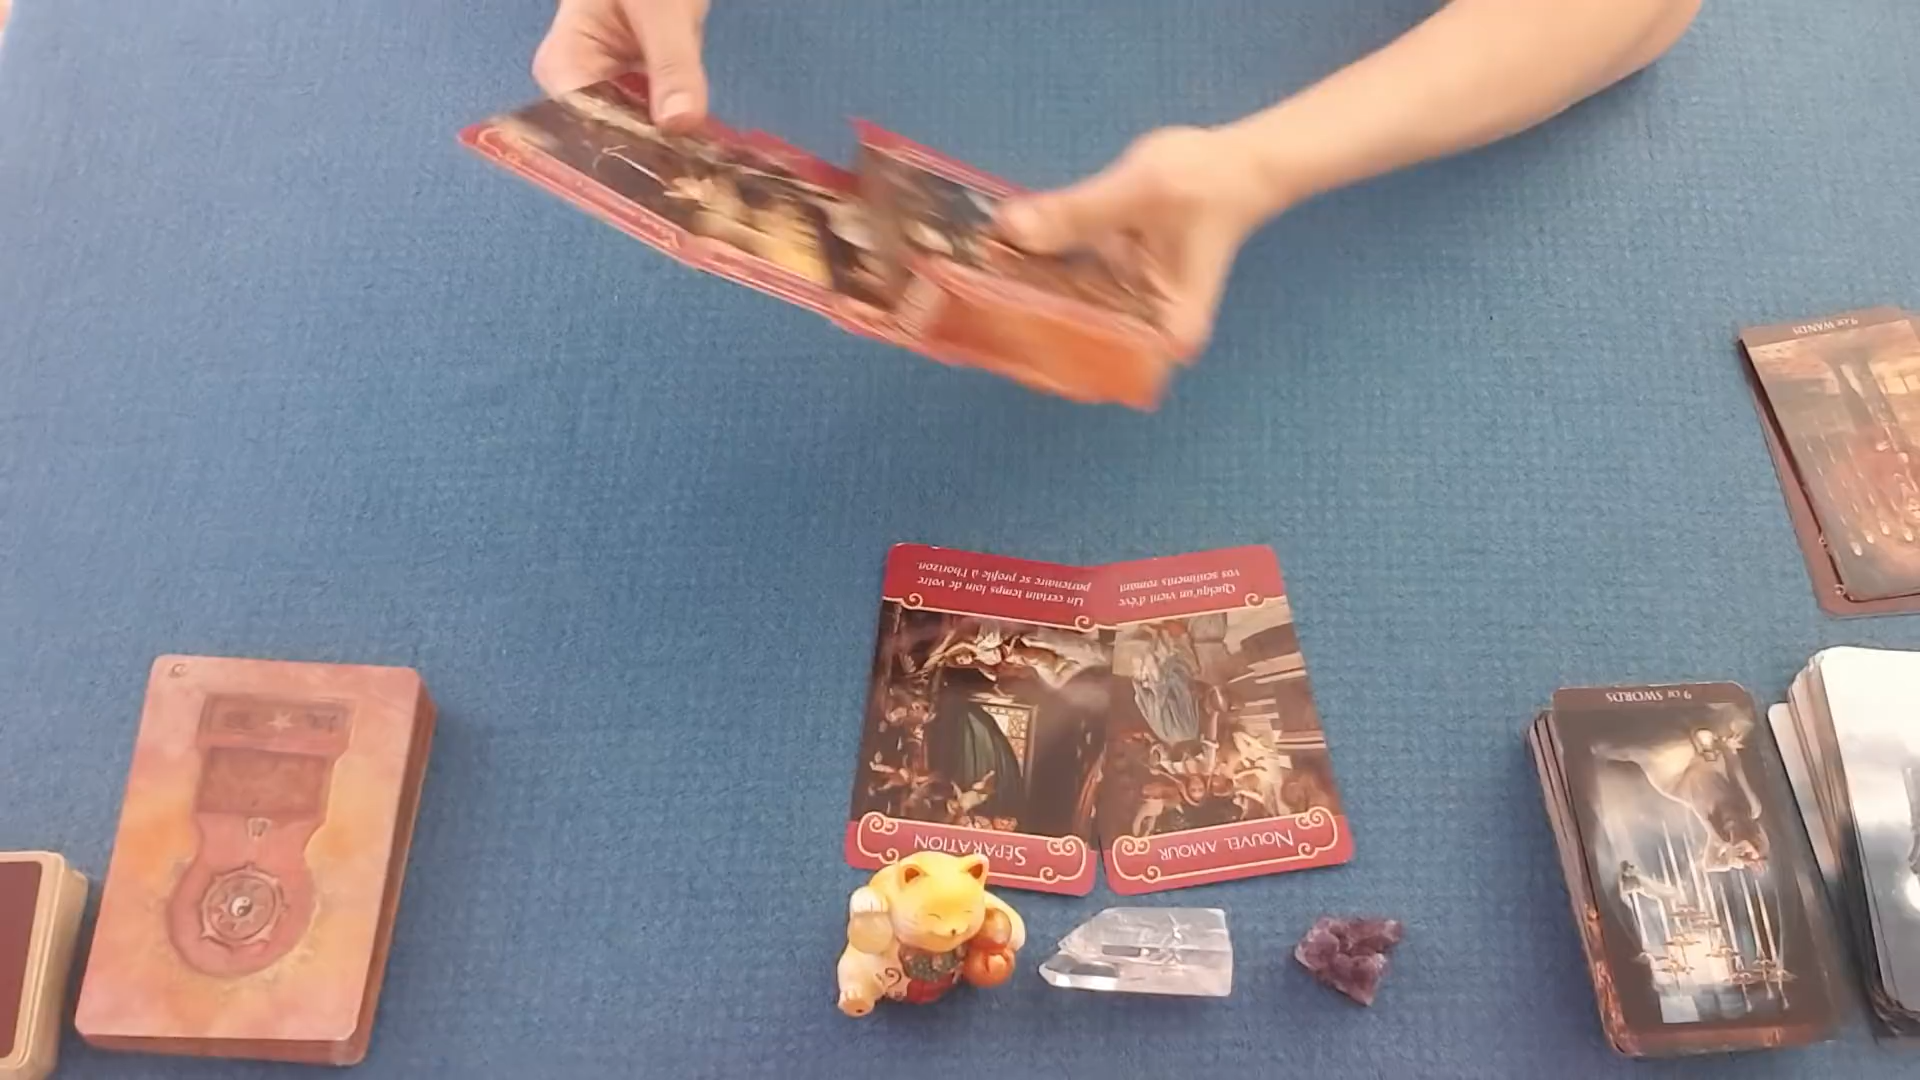 9 OF WANDS
Un certain temps loin de votre
partenaire se profile à l'horizon.
SÉPARATION
Quelqu'un vient d'éve
vos sentiments romant
NOUVEL AMOUR
9 OF SWORDS